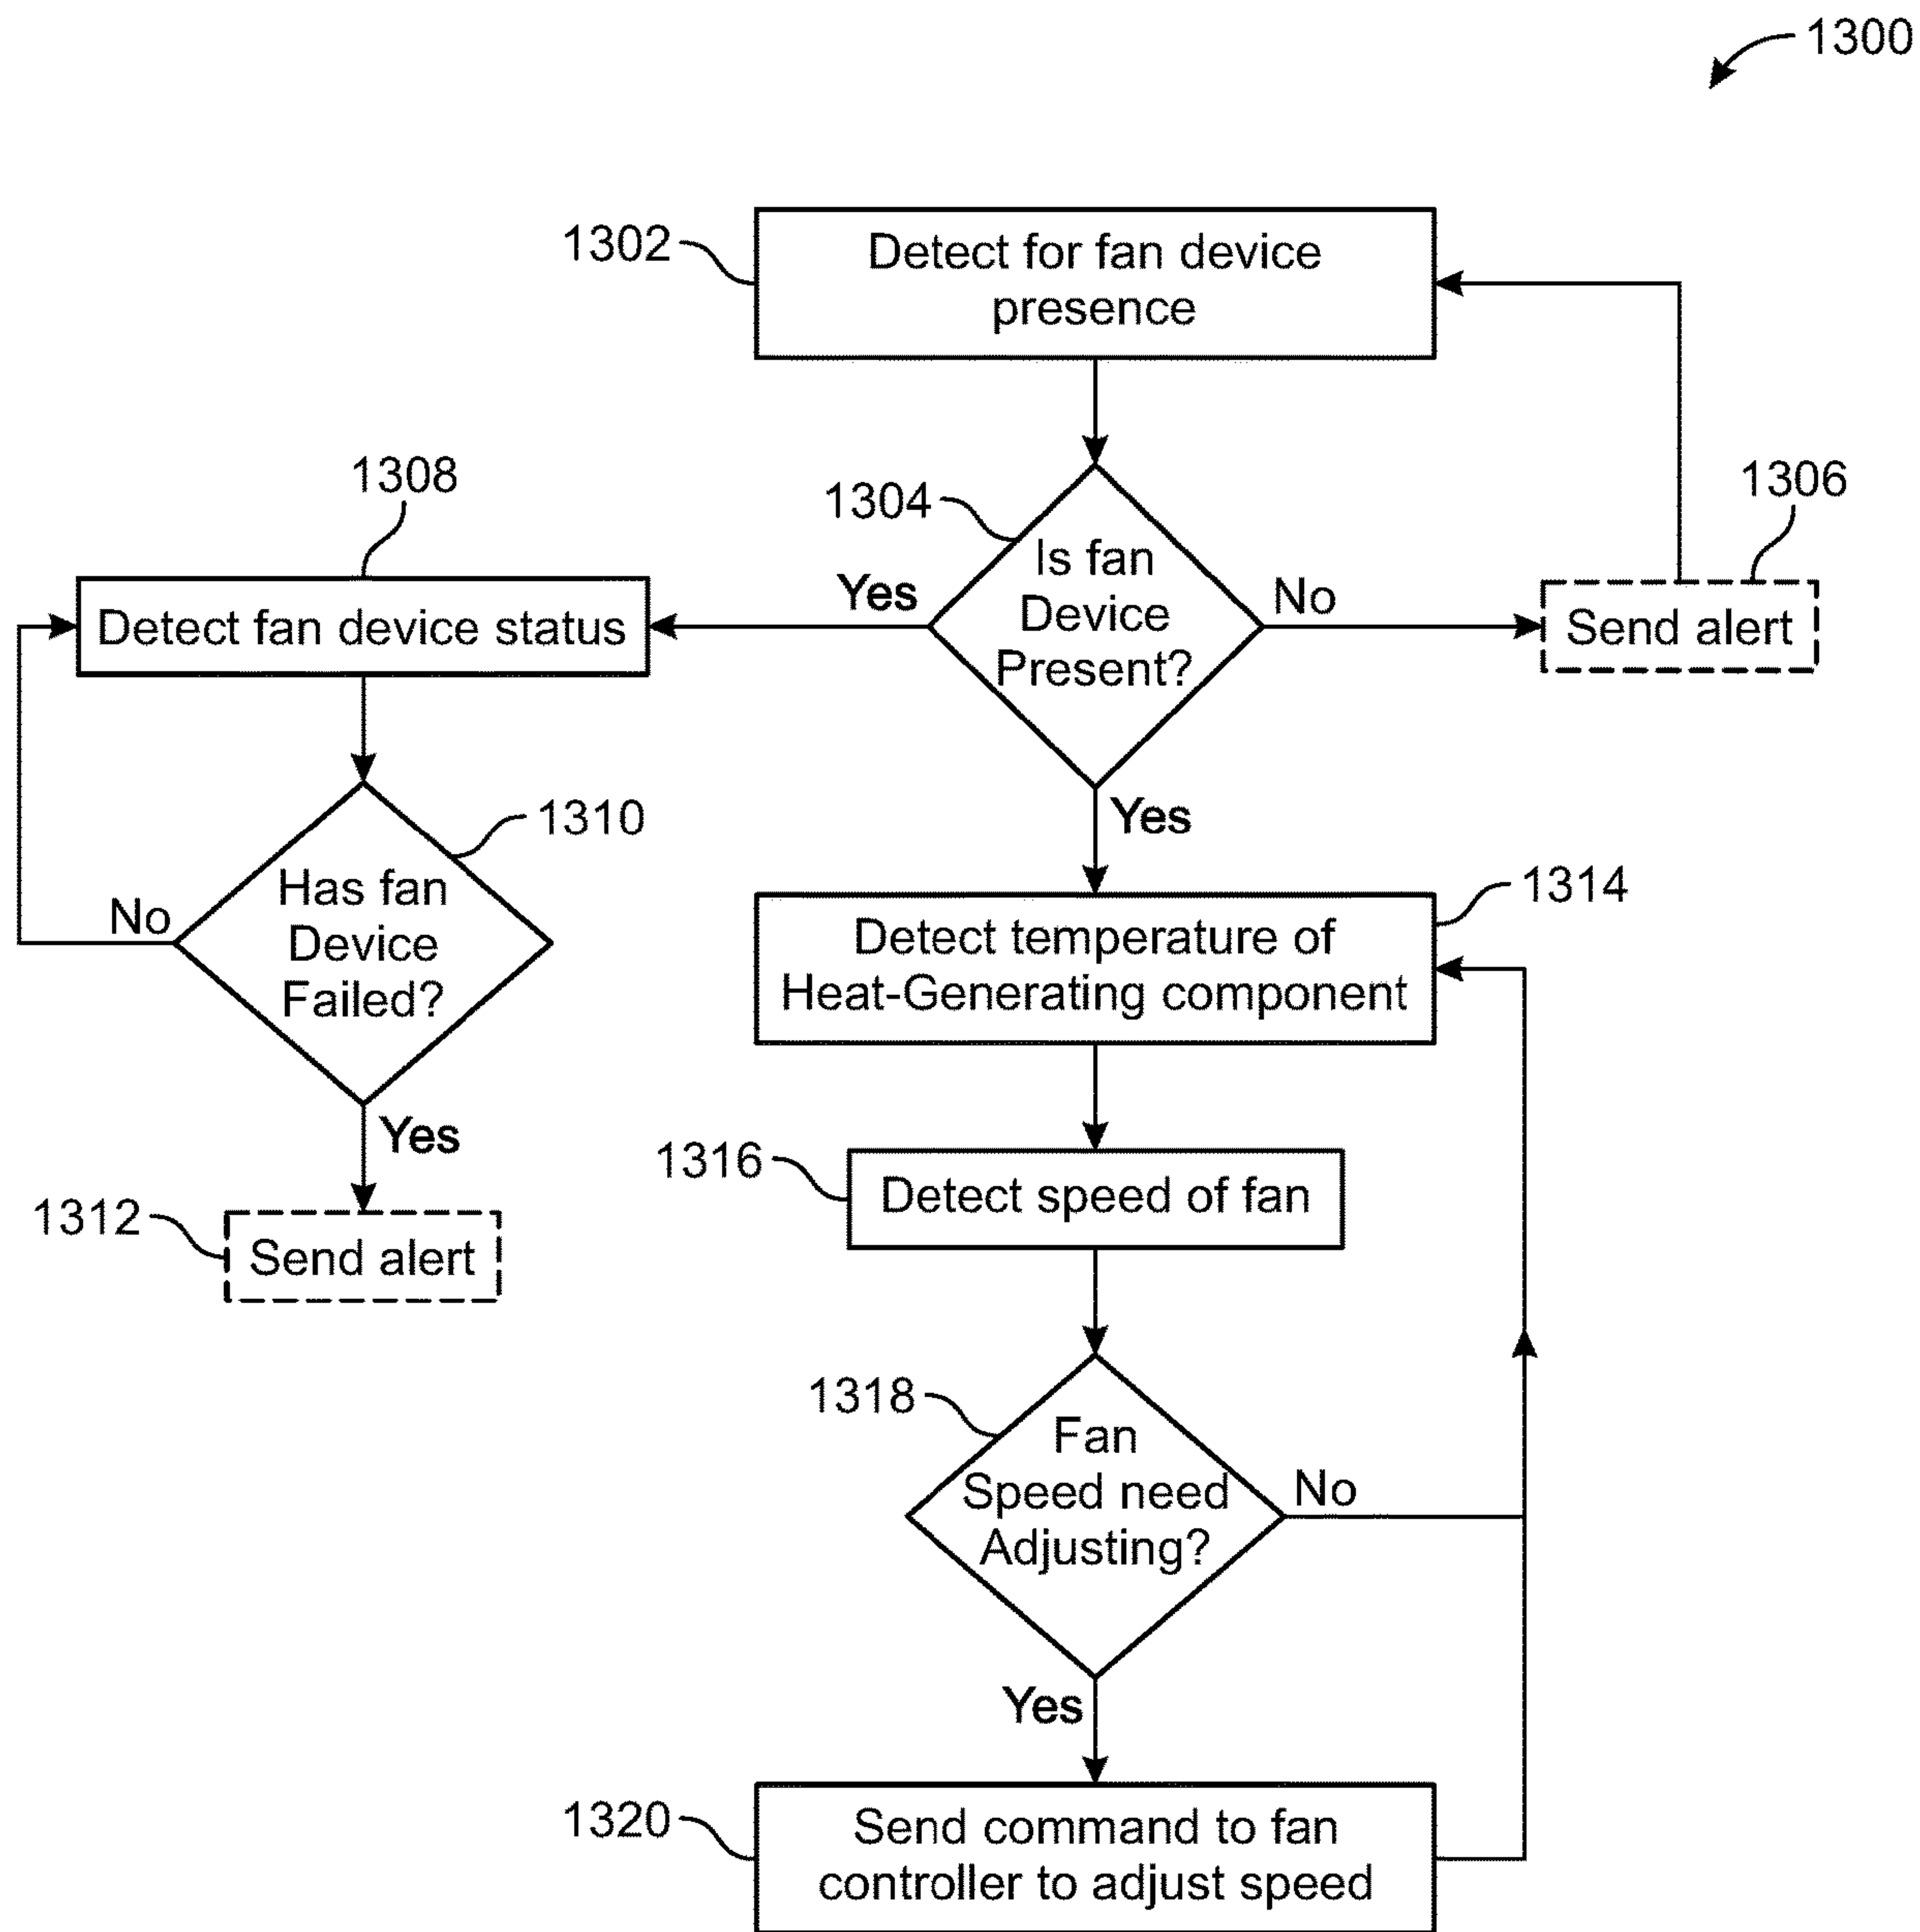 1300
1302
Detect for fan device
presence
1304
Is fan
Device
Present?
Yes
No
1306
Send alert
1308
Detect fan device status
1310
Has fan
Device
Failed?
No
Yes
1312
Send alert
Yes
1314
Detect temperature of
Heat-Generating component
1316
Detect speed of fan
1318
Fan
Speed need
Adjusting?
No
Yes
1320
Send command to fan
controller to adjust speed